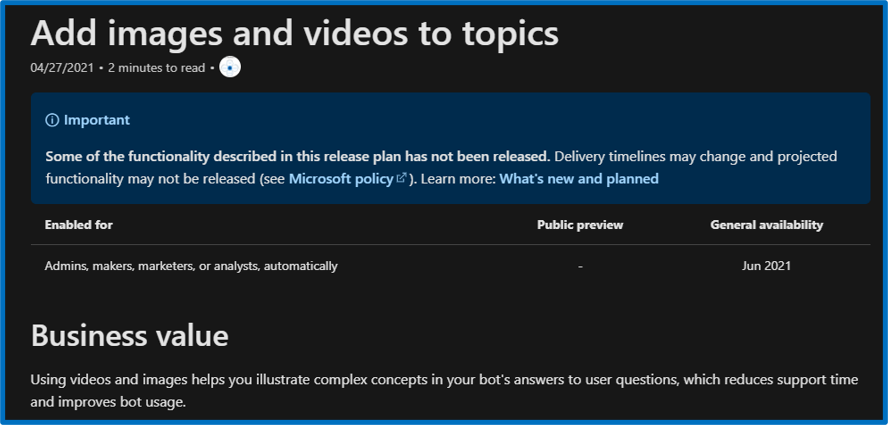 Add images and videos to topics
04/27/2021 • 2 minutes to read •
Important
Some of the functionality described in this release plan has not been released. Delivery timelines may change and projected
functionality may not be released (see Microsoft policy). Learn more: What's new and planned
Enabled for Public preview General availability
Admins, makers, marketers, or analysts, automatically - Jun 2021
Business value
Using videos and images helps you illustrate complex concepts in your bot's answers to user questions, which reduces support time
and improves bot usage.